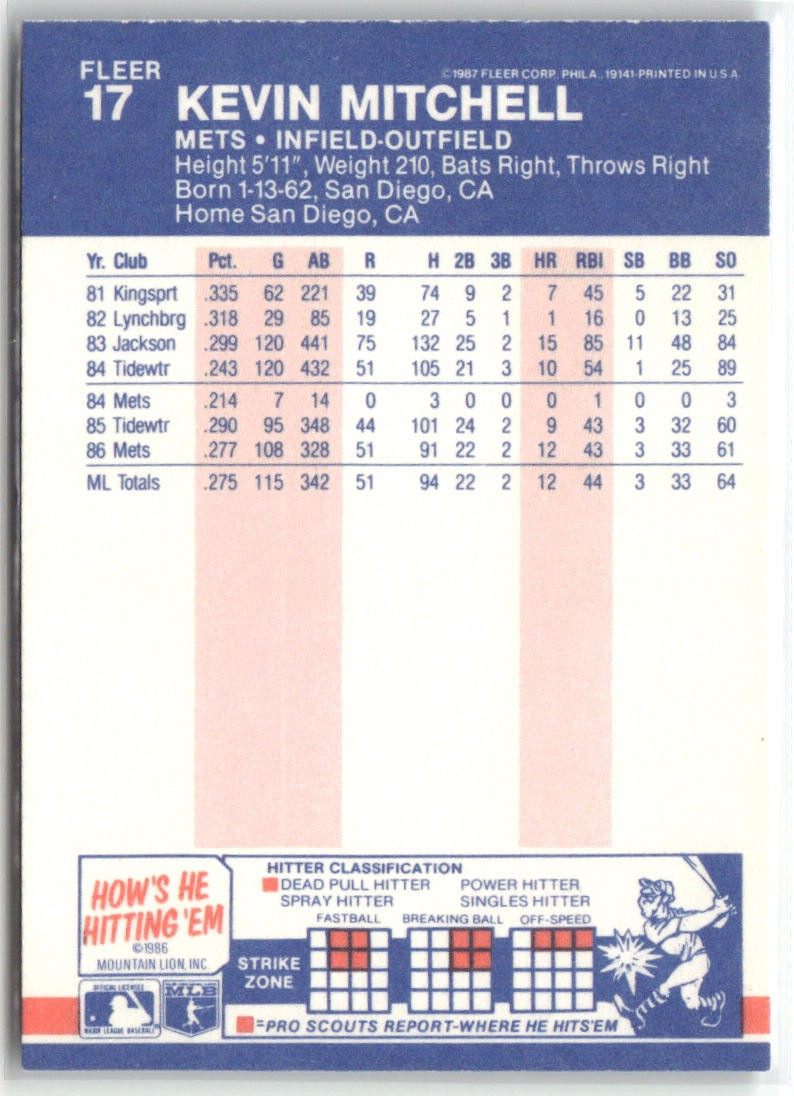 FLEER
©1987 FLEER CORP. PHILA., 19141-PRINTED IN U.S.A.
17 KEVIN MITCHELL
METS • INFIELD-OUTFIELD
Height 5'11", Weight 210, Bats Right, Throws Right
Born 1-13-62, San Diego, CA
Home San Diego, CA
Yr. Club Pct. G AB R H 2B 3B HR RBI SB BB SO
81 Kingsprt .335 62 221 39 74 9 2 7 45 5 22 31
82 Lynchbrg .318 29 85 19 27 5 1 1 16 0 13 25
83 Jackson .299 120 441 75 132 25 2 15 85 11 48 84
84 Tidewtr .243 120 432 51 105 21 3 10 54 1 25 89
84 Mets .214 7 14 0 3 0 0 0 1 0 0 3
85 Tidewtr .290 95 348 44 101 24 2 9 43 3 32 60
86 Mets .277 108 328 51 91 22 2 12 43 3 33 61
ML Totals .275 115 342 51 94 22 2 12 44 3 33 64
HOW'S HE
HITTING 'EM
©1986
MOUNTAIN LION, INC.
HITTER CLASSIFICATION
DEAD PULL HITTER POWER HITTER
SPRAY HITTER SINGLES HITTER
FASTBALL BREAKING BALL OFF-SPEED
STRIKE
ZONE
=PRO SCOUTS REPORT-WHERE HE HITS'EM
OFFICIAL LICENSEE
MAJOR LEAGUE BASEBALL
MLB